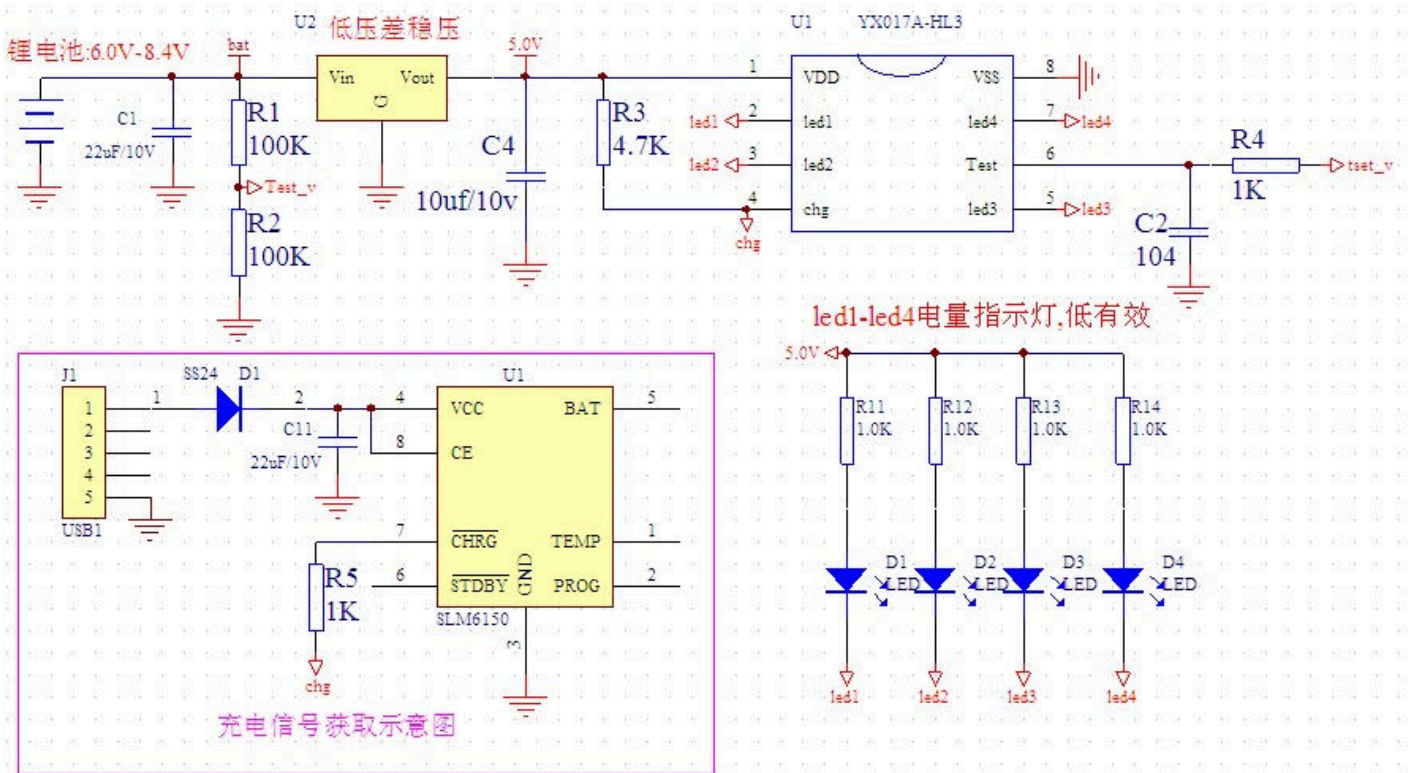 锂电池:6.0V-8.4V
bat
U2
低压差稳压
5.0V
U1
YX017A-HL3
C1
22uF/10V
R1
100K
Test_v
R2
100K
Vin
Vout
G
C4
10uf/10v
R3
4.7K
led1
led2
chg
1
2
3
4
VDD
led1
led2
chg
VSS
led4
Test
led3
8
7
6
5
led4
led3
R4
1K
tset_v
C2
104
led1-led4电量指示灯,低有效
5.0V
R11
1.0K
R12
1.0K
R13
1.0K
R14
1.0K
D1
LED
D2
LED
D3
LED
D4
LED
led1
led2
led3
led4
J1
1
2
3
4
5
USB1
1
SS24
D1
2
C11
22uF/10V
U1
4
8
7
6
VCC
CE
CHRG
STDBY
GND
BAT
TEMP
PROG
5
1
2
SLM6150
3
R5
1K
chg
充电信号获取示意图